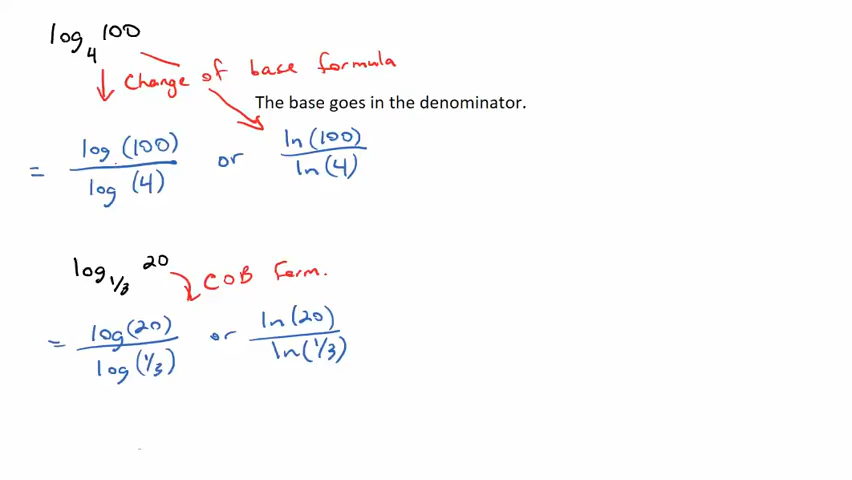 log₄ 100
Change of base formula
The base goes in the denominator.
= log(100) / log(4) or ln(100) / ln(4)
log₁/₃ 20
COB Form.
= log(20) / log(1/3) or ln(20) / ln(1/3)